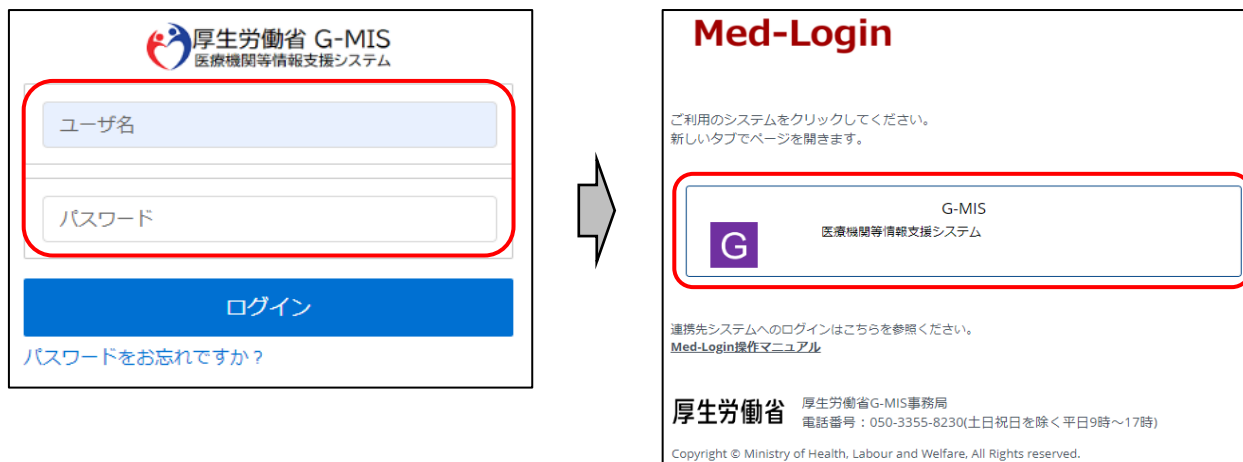 厚生労働省 G-MIS
医療機関等情報支援システム
ユーザ名
パスワード
ログイン
パスワードをお忘れですか？
Med-Login
ご利用のシステムをクリックしてください。
新しいタブでページを開きます。
G-MIS
G
医療機関等情報支援システム
連携先システムへのログインはこちらを参照ください。
Med-Login操作マニュアル
厚生労働省
厚生労働省G-MIS事務局
電話番号：050-3355-8230(土日祝日を除く平日9時～17時)
Copyright © Ministry of Health, Labour and Welfare, All Rights reserved.